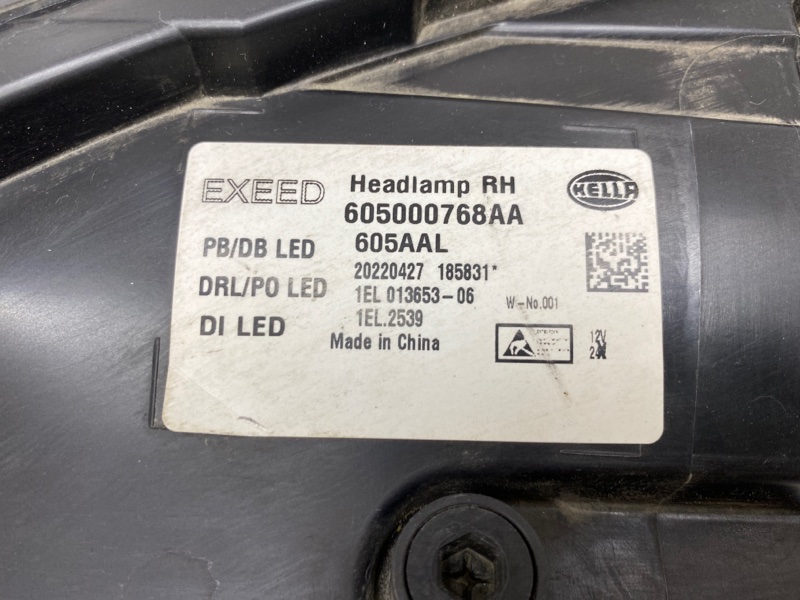 EXEED Headlamp RH HELLA
605000768AA
PB/DB LED 605AAL
20220427 185831*
DRL/PO LED 1EL 013653-06 W-No.001
DI LED 1EL.2539
Made in China 12V